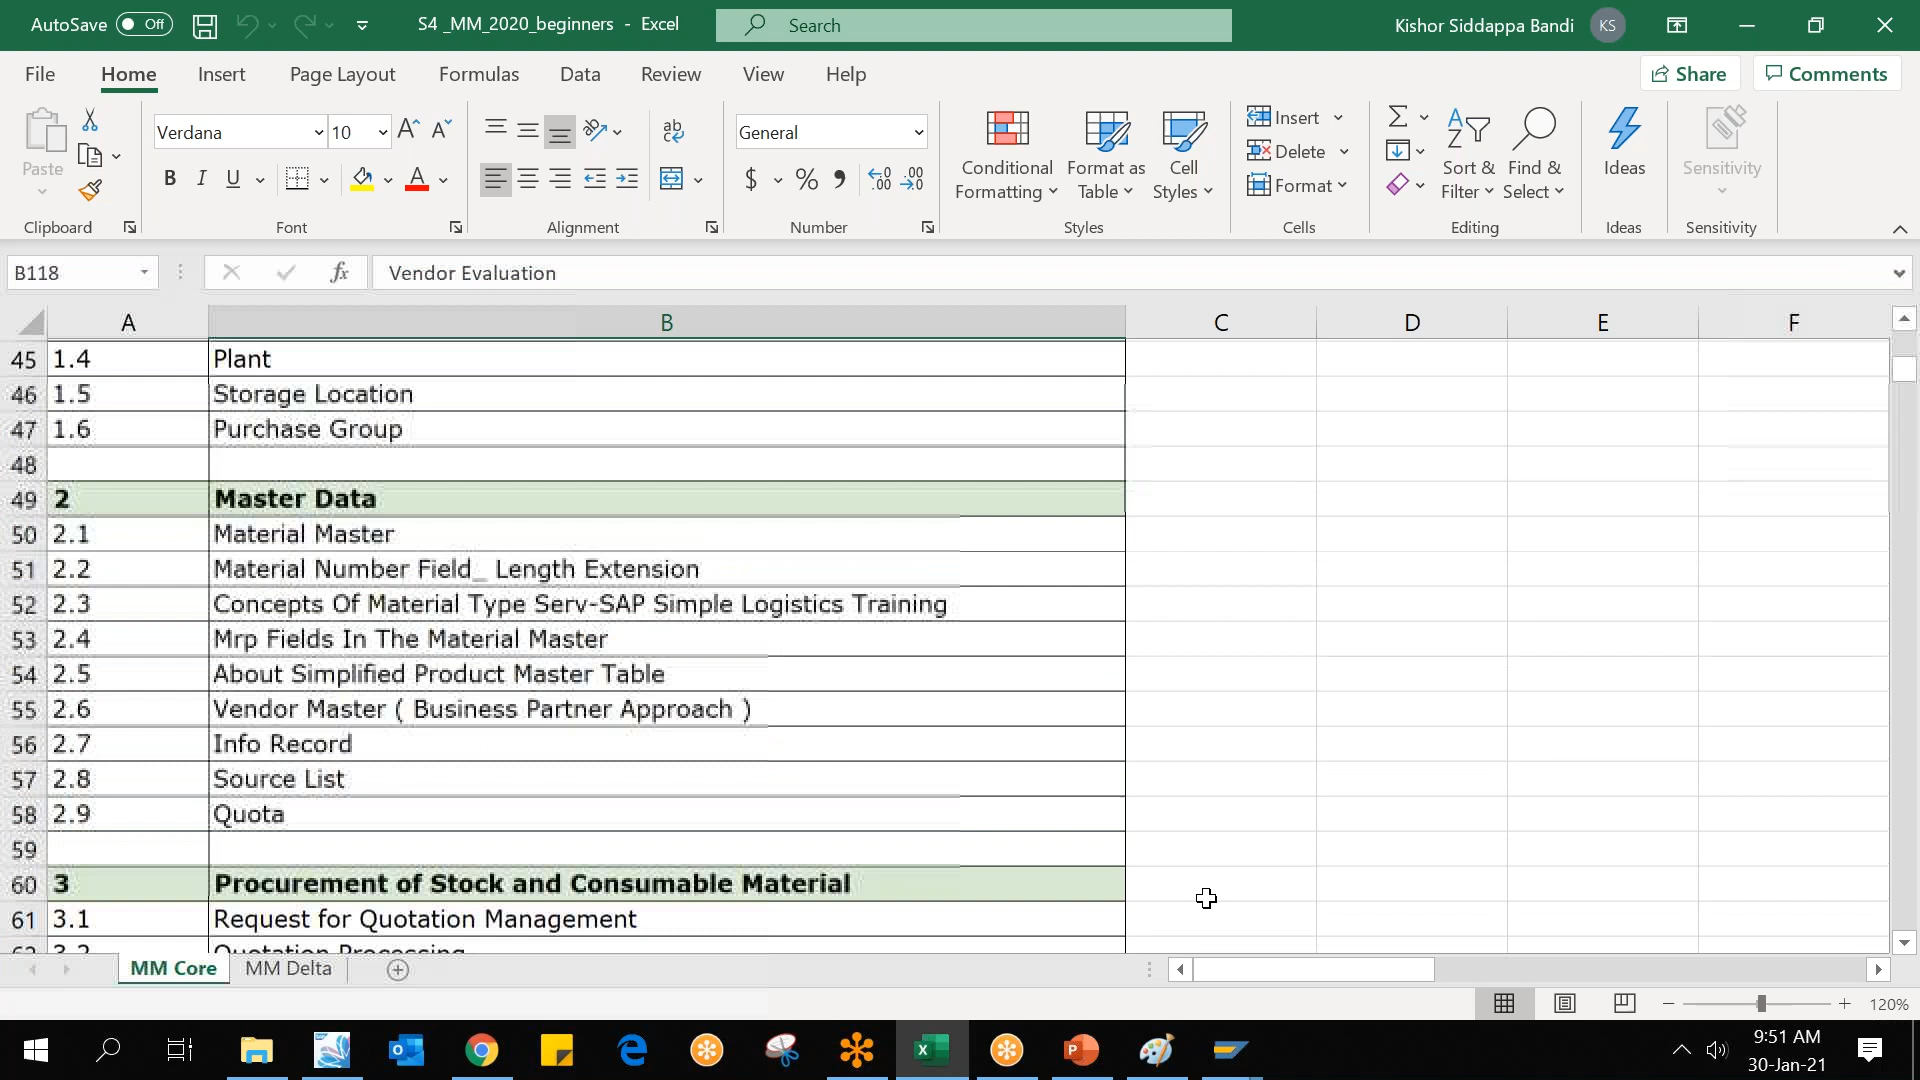 AutoSave Off S4 _MM_2020_beginners - Excel Search Kishor Siddappa Bandi KS
File Home Insert Page Layout Formulas Data Review View Help Share Comments
Paste Verdana 10 General Conditional Formatting Format as Table Cell Styles Insert Delete Format Sort & Filter Find & Select Ideas Sensitivity
B I U A $ % 9
Clipboard Font Alignment Number Styles Cells Editing Ideas Sensitivity
B118 fx Vendor Evaluation
A B C D E F
45 1.4 Plant
46 1.5 Storage Location
47 1.6 Purchase Group
48
49 2 Master Data
50 2.1 Material Master
51 2.2 Material Number Field_ Length Extension
52 2.3 Concepts Of Material Type Serv-SAP Simple Logistics Training
53 2.4 Mrp Fields In The Material Master
54 2.5 About Simplified Product Master Table
55 2.6 Vendor Master ( Business Partner Approach )
56 2.7 Info Record
57 2.8 Source List
58 2.9 Quota
59
60 3 Procurement of Stock and Consumable Material
61 3.1 Request for Quotation Management
62 3.2 Quotation Processing
MM Core MM Delta
120%
9:51 AM
30-Jan-21